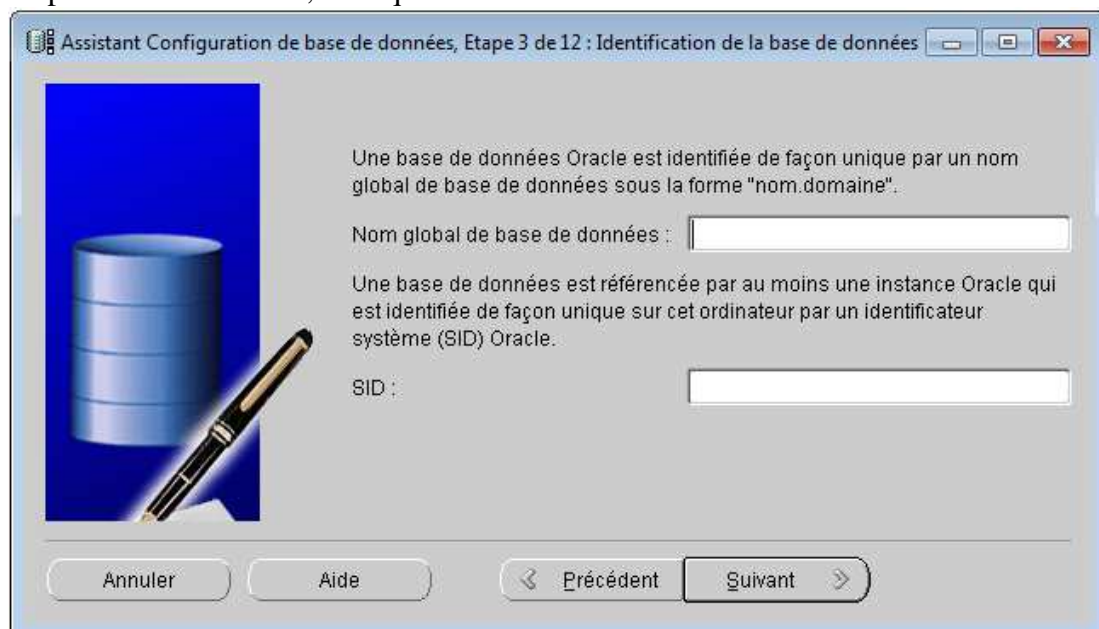 Assistant Configuration de base de données, Etape 3 de 12 : Identification de la base de données
Une base de données Oracle est identifiée de façon unique par un nom
global de base de données sous la forme "nom.domaine".
Nom global de base de données :
Une base de données est référencée par au moins une instance Oracle qui
est identifiée de façon unique sur cet ordinateur par un identificateur
système (SID) Oracle.
SID :
Annuler
Aide
Précédent
Suivant